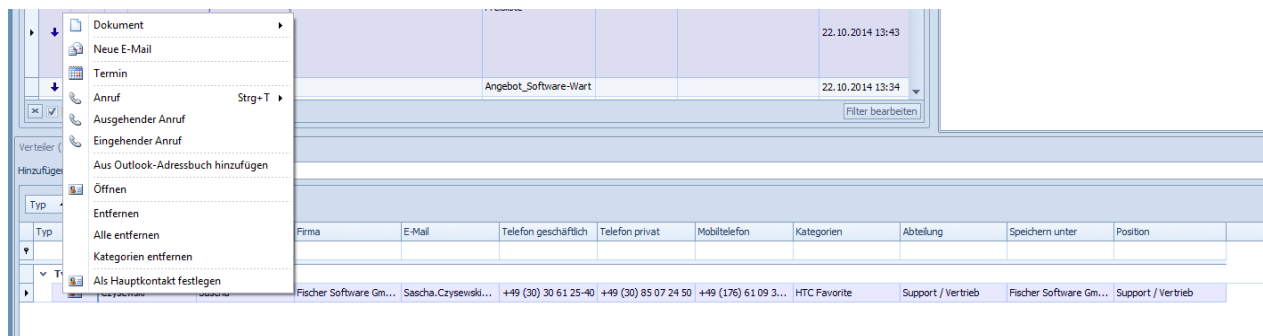 Dokument
22.10.2014 13:43
Neue E-Mail
Termin
Angebot_Software-Wart
22.10.2014 13:34
Anruf Strg+T
Filter bearbeiten
Ausgehender Anruf
Eingehender Anruf
Verteiler (
Aus Outlook-Adressbuch hinzufügen
Hinzufüge
Öffnen
Typ
Entfernen
Alle entfernen
Typ Firma E-Mail Telefon geschäftlich Telefon privat Mobiltelefon Kategorien Abteilung Speichern unter Position
Kategorien entfernen
Als Hauptkontakt festlegen
Czysewski Sascha Fischer Software Gm... Sascha.Czysewski... +49 (30) 30 61 25-40 +49 (30) 85 07 24 50 +49 (176) 61 09 3... HTC Favorite Support / Vertrieb Fischer Software Gm... Support / Vertrieb